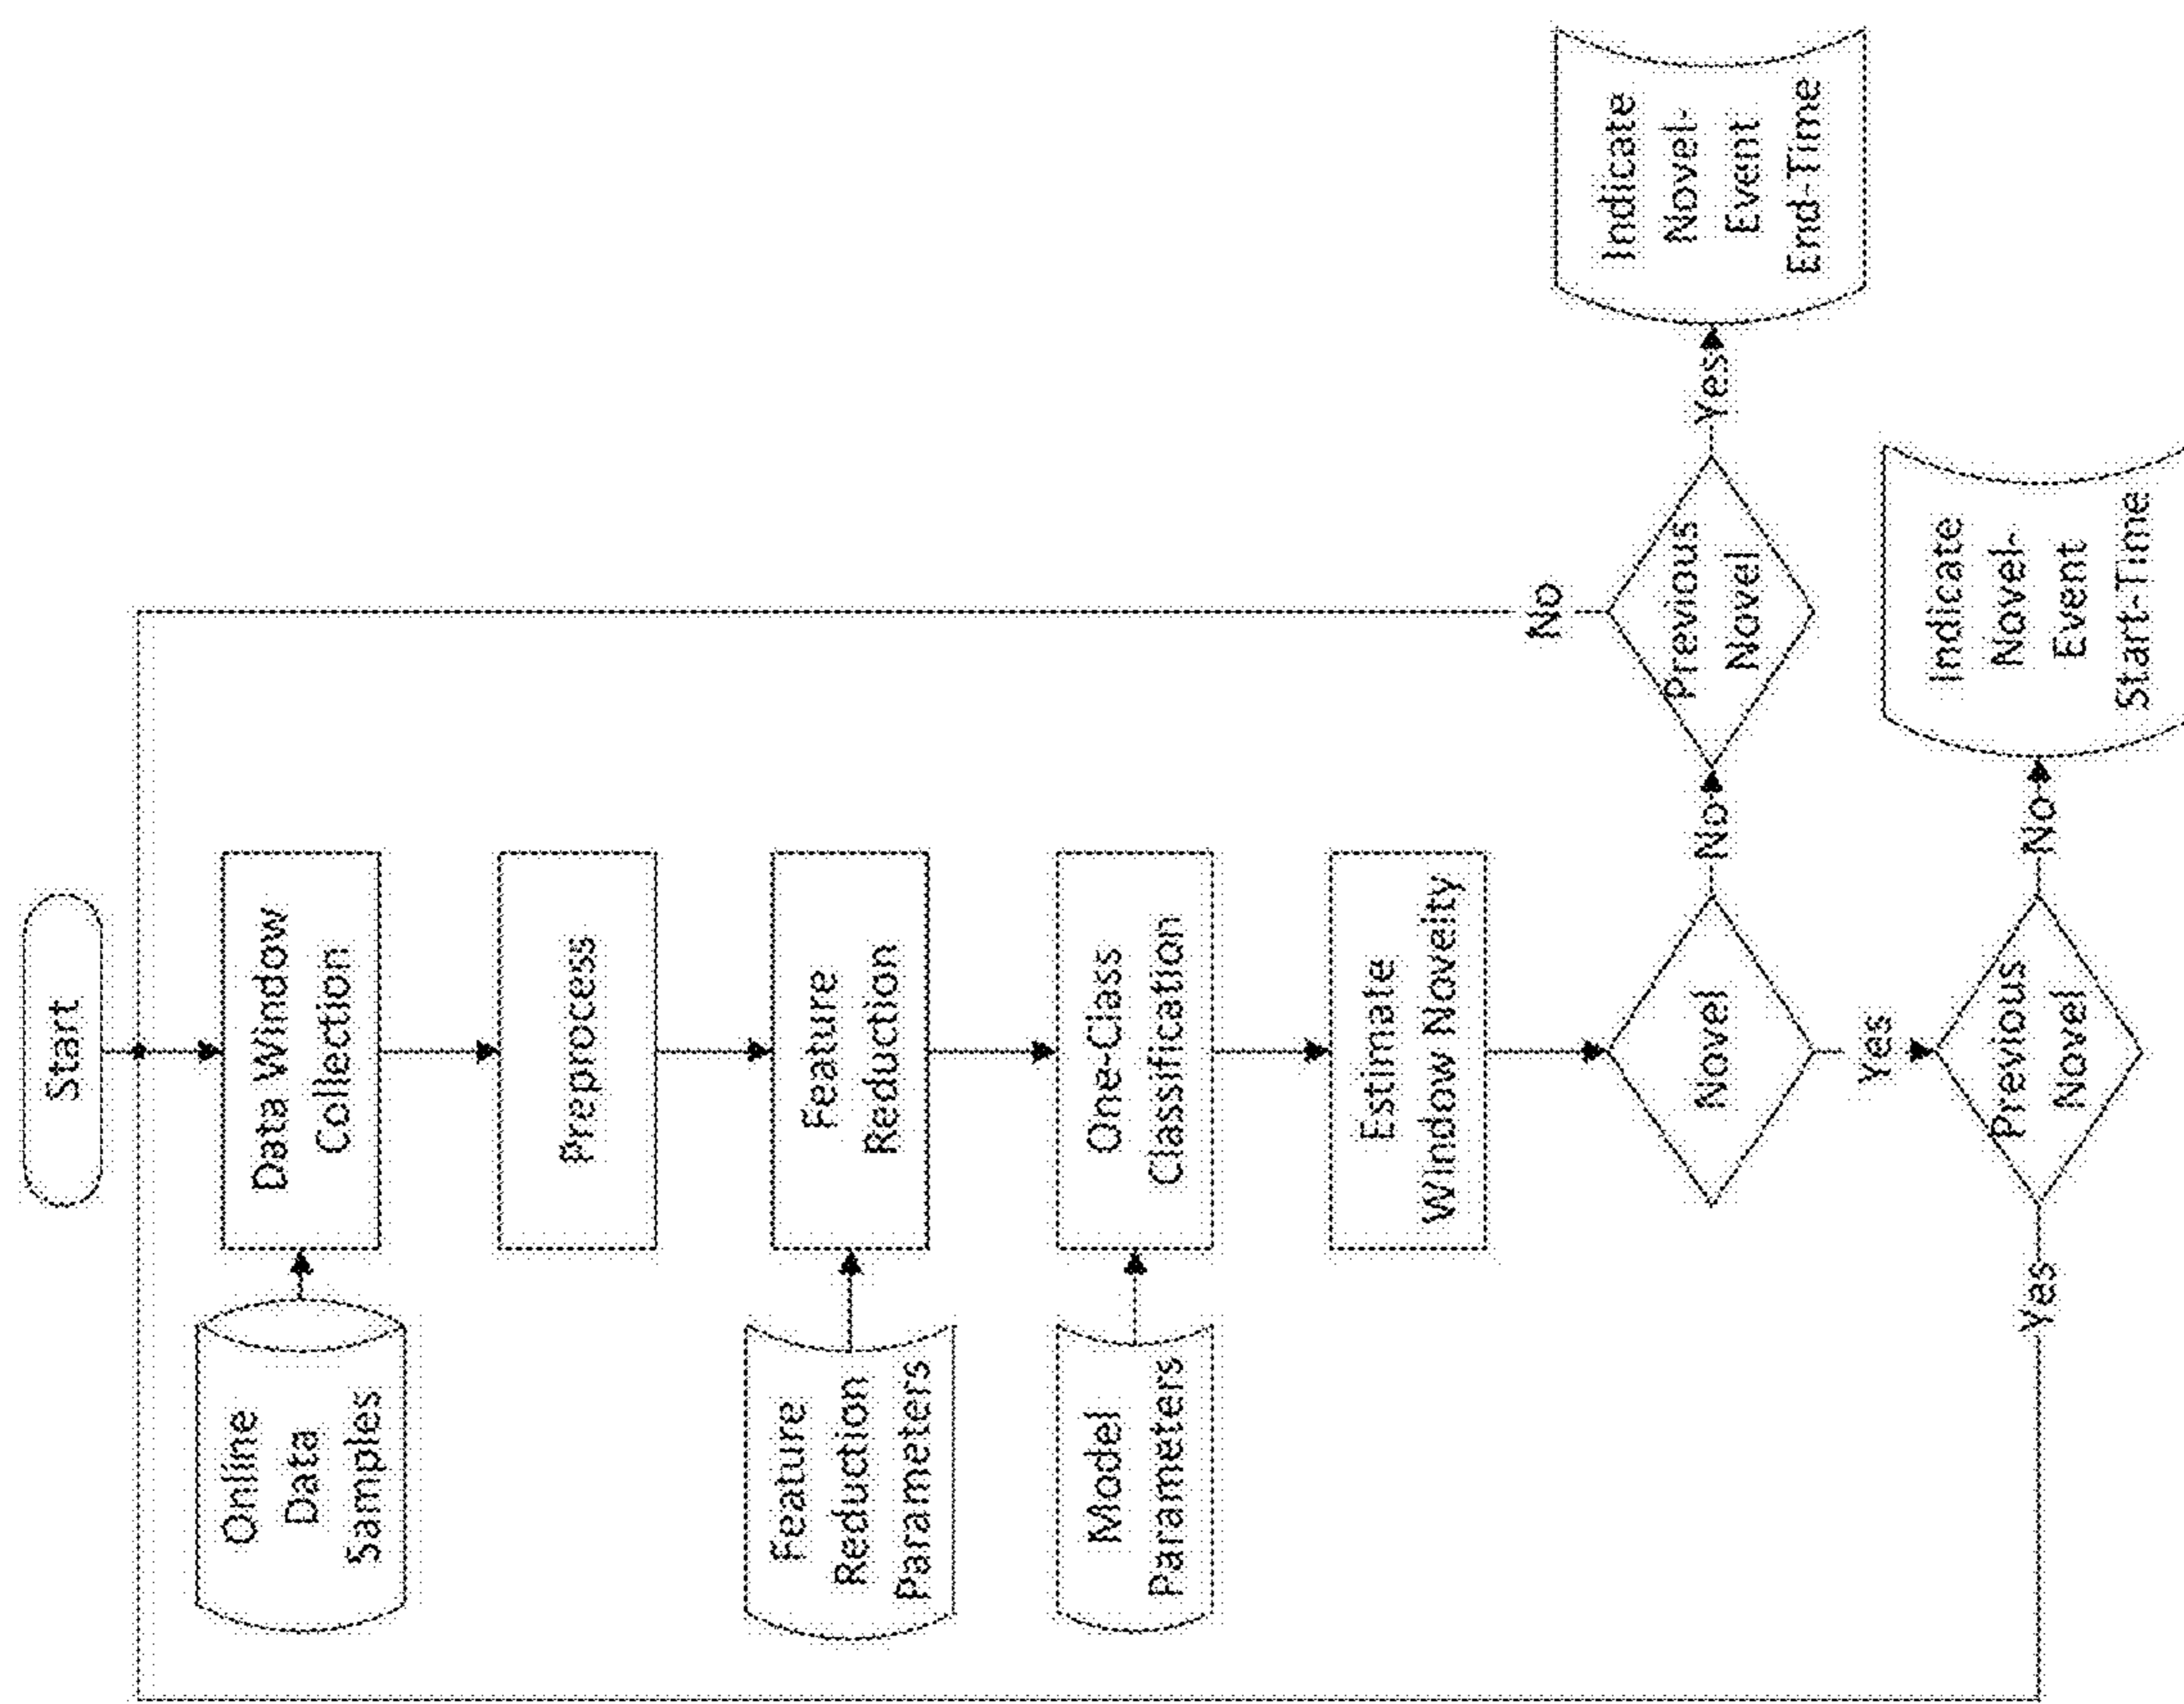 Start
Online
Data
Samples
Data Window
Collection
Preprocess
Feature
Reduction
Parameters
Feature
Reduction
Model
Parameters
One-Class
Classification
Estimate
Window Novelty
Novel
No
Previous
Novel
No
Yes
Indicate
Novel-
Event
End-Time
Yes
Previous
Novel
Yes
No
Indicate
Novel-
Event
Start-Time